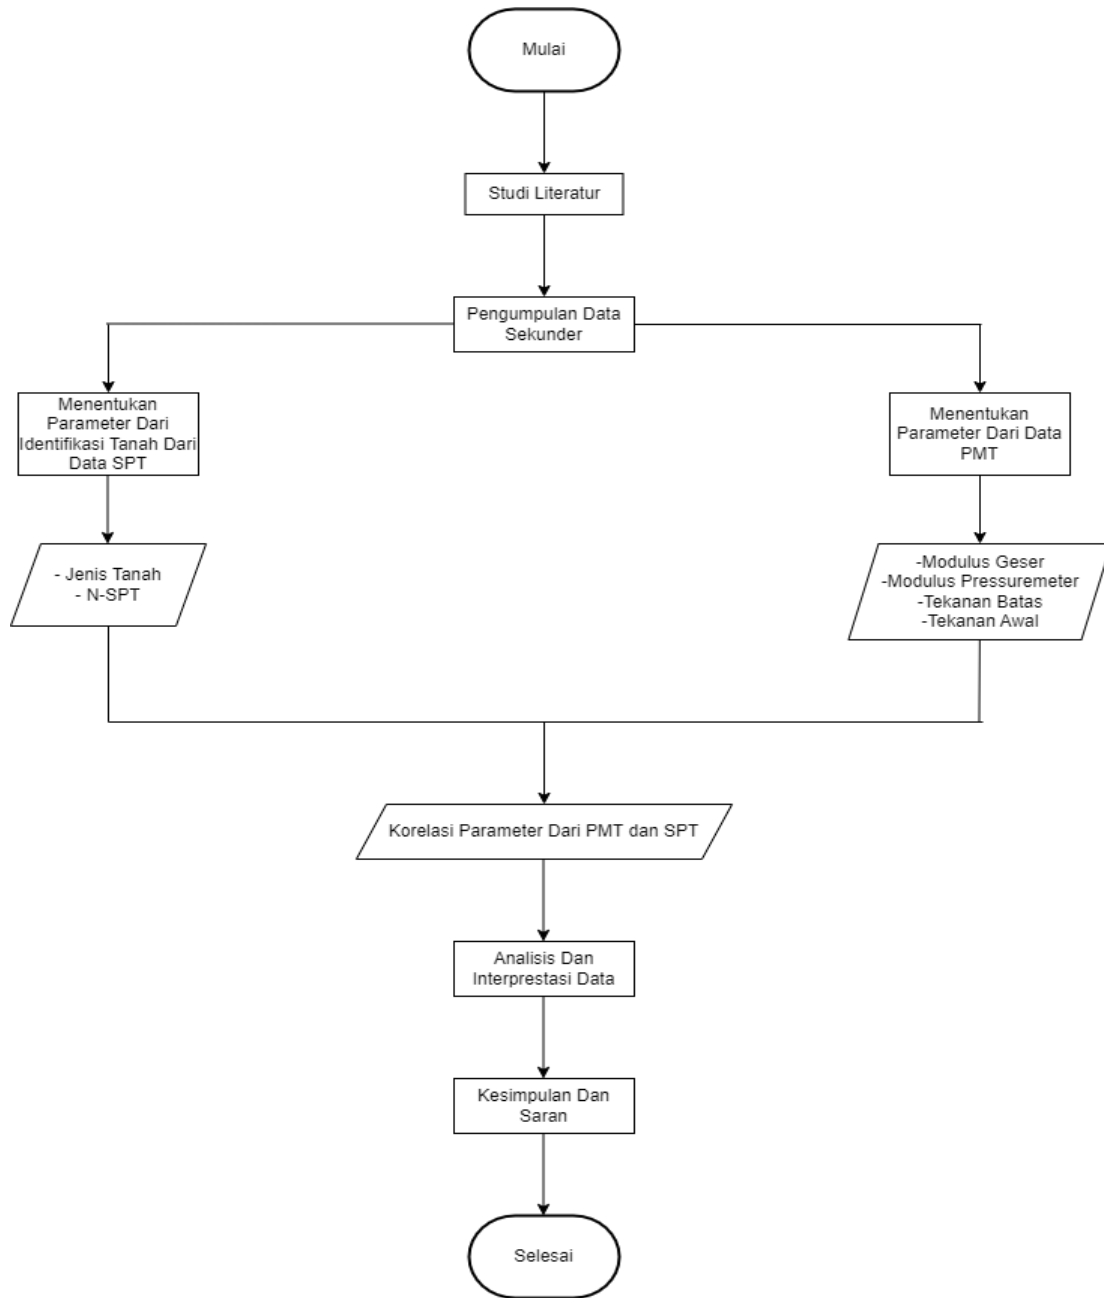 Mulai
Studi Literatur
Pengumpulan Data
Sekunder
Menentukan
Parameter Dari
Identifikasi Tanah Dari
Data SPT
Menentukan
Parameter Dari Data
PMT
- Jenis Tanah
- N-SPT
-Modulus Geser
-Modulus Pressuremeter
-Tekanan Batas
-Tekanan Awal
Korelasi Parameter Dari PMT dan SPT
Analisis Dan
Interprestasi Data
Kesimpulan Dan
Saran
Selesai